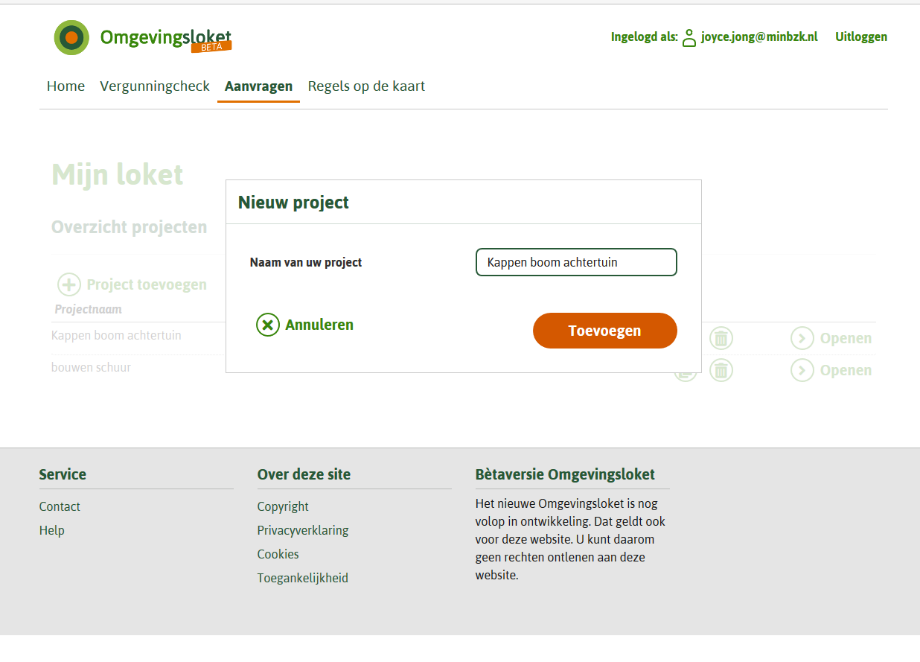 Omgevingsloket
BETA
Ingelogd als: joyce.jong@minbzk.nl Uitloggen
Home Vergunningcheck Aanvragen Regels op de kaart
Mijn loket
Overzicht projecten
Project toevoegen
Projectnaam
Kappen boom achtertuin Openen
bouwen schuur Openen
Nieuw project
Naam van uw project Kappen boom achtertuin
Annuleren Toevoegen
Service
Contact
Help
Over deze site
Copyright
Privacyverklaring
Cookies
Toegankelijkheid
Bètaversie Omgevingsloket
Het nieuwe Omgevingsloket is nog
volop in ontwikkeling. Dat geldt ook
voor deze website. U kunt daarom
geen rechten ontlenen aan deze
website.